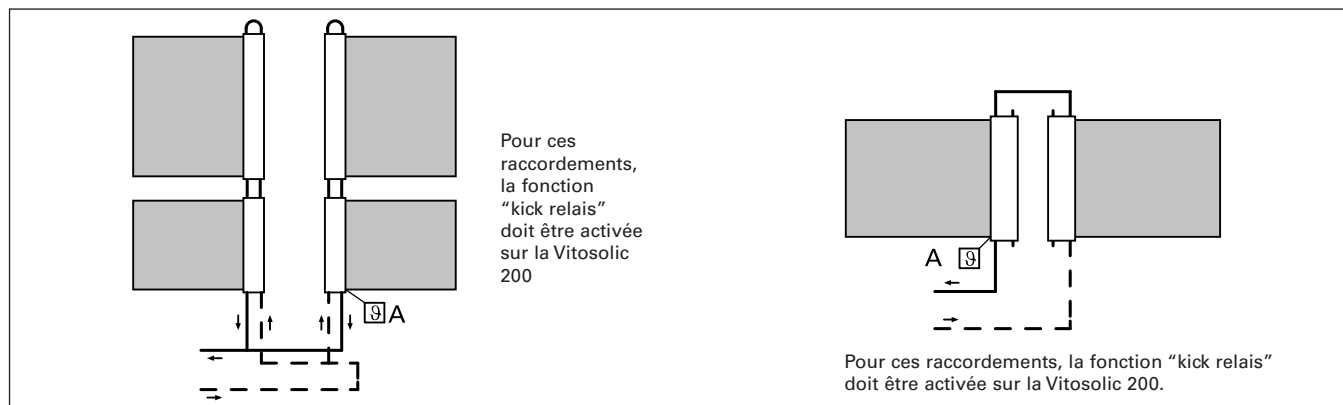 Pour ces
raccordements,
la fonction
“kick relais”
doit être activée
sur la Vitosolic
200
ϑ A
A ϑ
Pour ces raccordements, la fonction “kick relais”
doit être activée sur la Vitosolic 200.